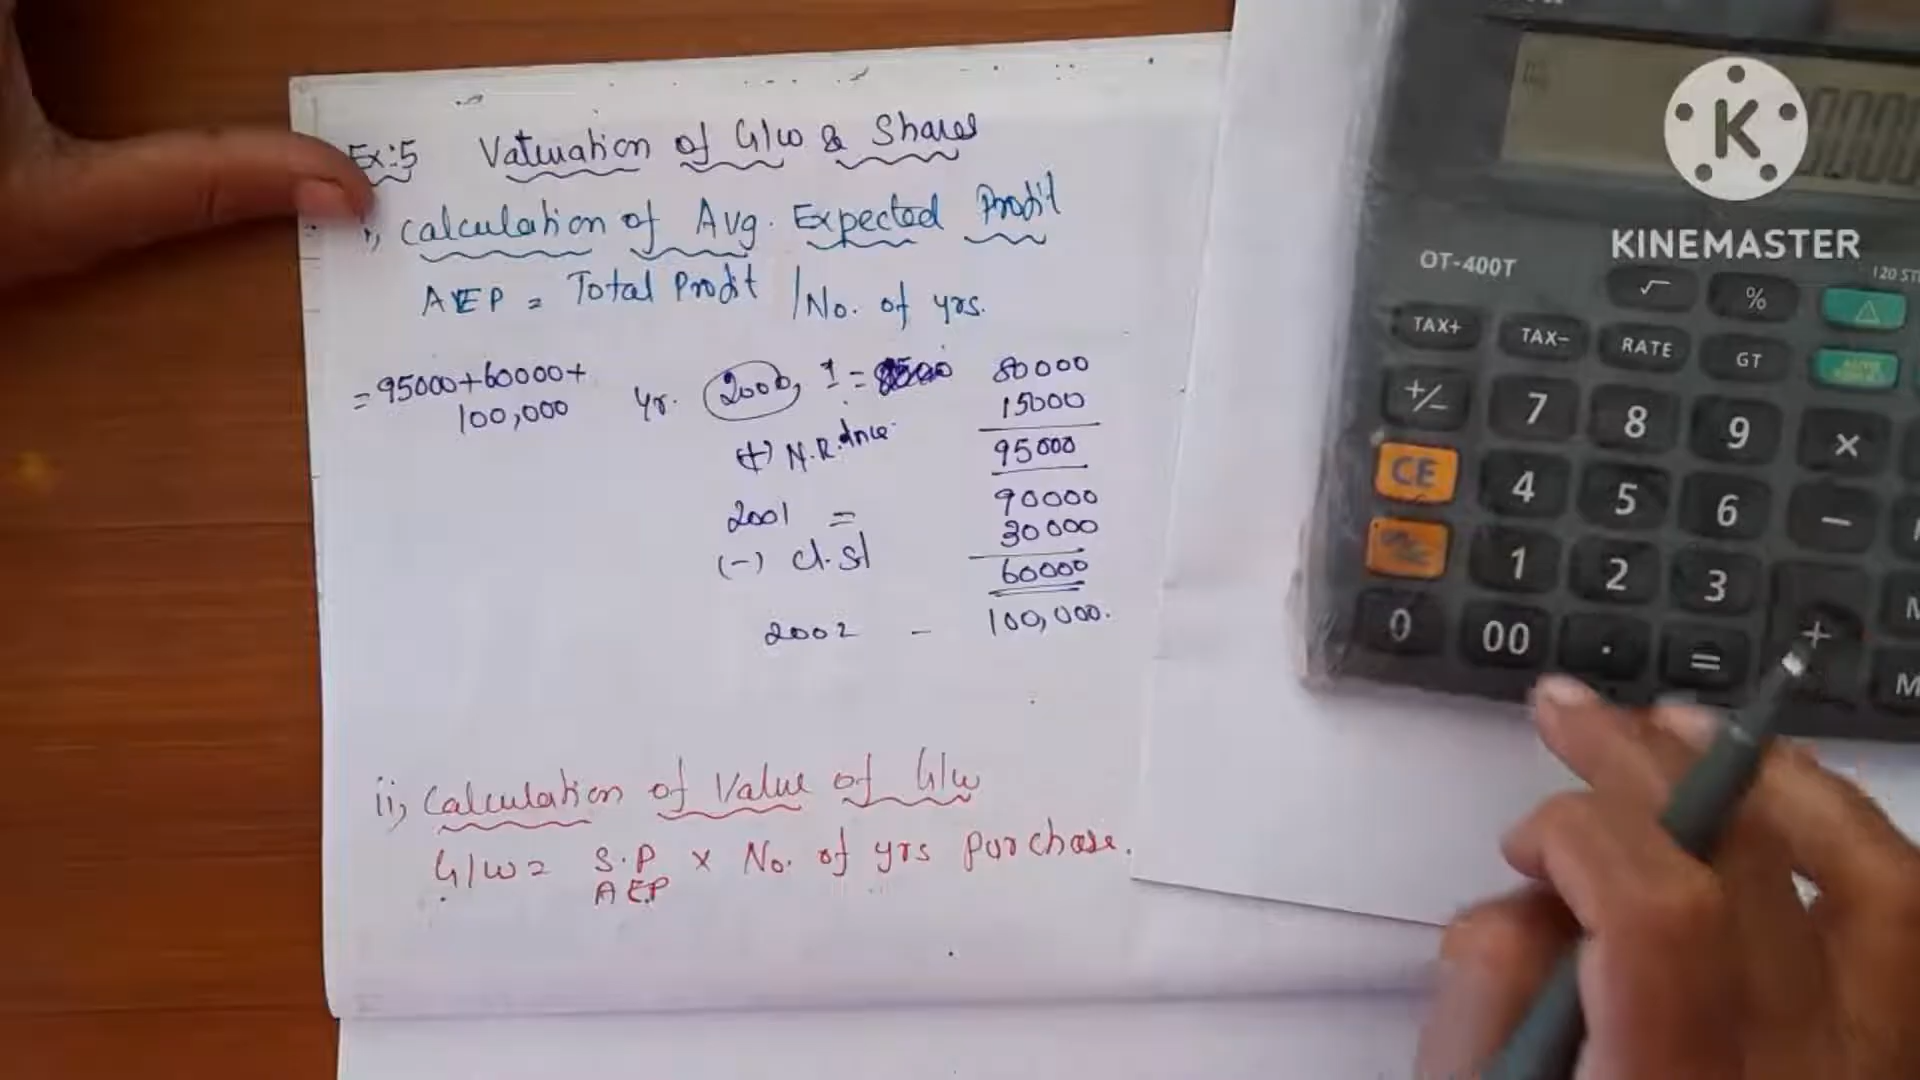 Ex:5 Valuation of G/W & Shares
i, Calculation of Avg. Expected Profit
AEP = Total Profit / No. of yrs.
= 95000+60000+
100,000
Yr. 2000, 1 = 80000
15000
(+) N.R. Ince.
95000
2001 = 90000
(-) cl. St 30000
60000
2002 - 100,000.
ii, Calculation of Value of G/W
G/W = S.P x No. of yrs Purchase.
AEP
K
KINEMASTER
OT-400T
120 ST
√ %
TAX+ TAX- RATE GT
+/- 7 8 9 ×
CE 4 5 6 −
1 2 3
0 00 . = +
M
M